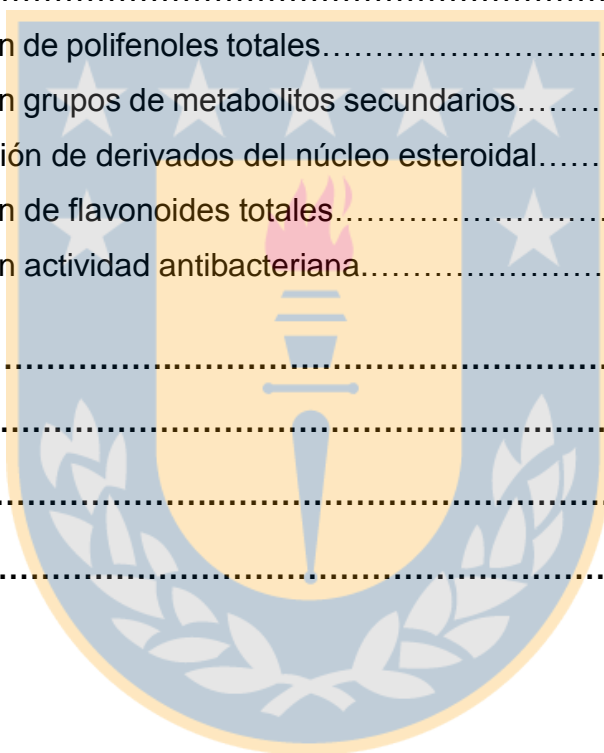 …………………………………………………………
n de polifenoles totales…………………………
n grupos de metabolitos secundarios………
ión de derivados del núcleo esteroidal……
n de flavonoides totales…………………………
n actividad antibacteriana………………………
…………………………………………………………
…………………………………………………………
…………………………………………………………
…………………………………………………………